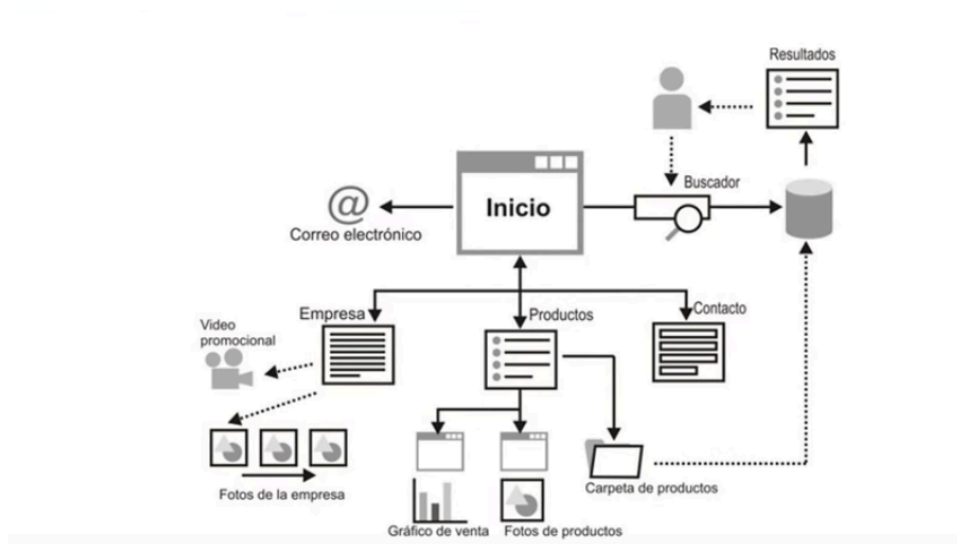 Resultados
Buscador
Inicio
@
Correo electrónico
Empresa
Productos
Contacto
Video
promocional
Fotos de la empresa
Carpeta de productos
Gráfico de venta
Fotos de productos